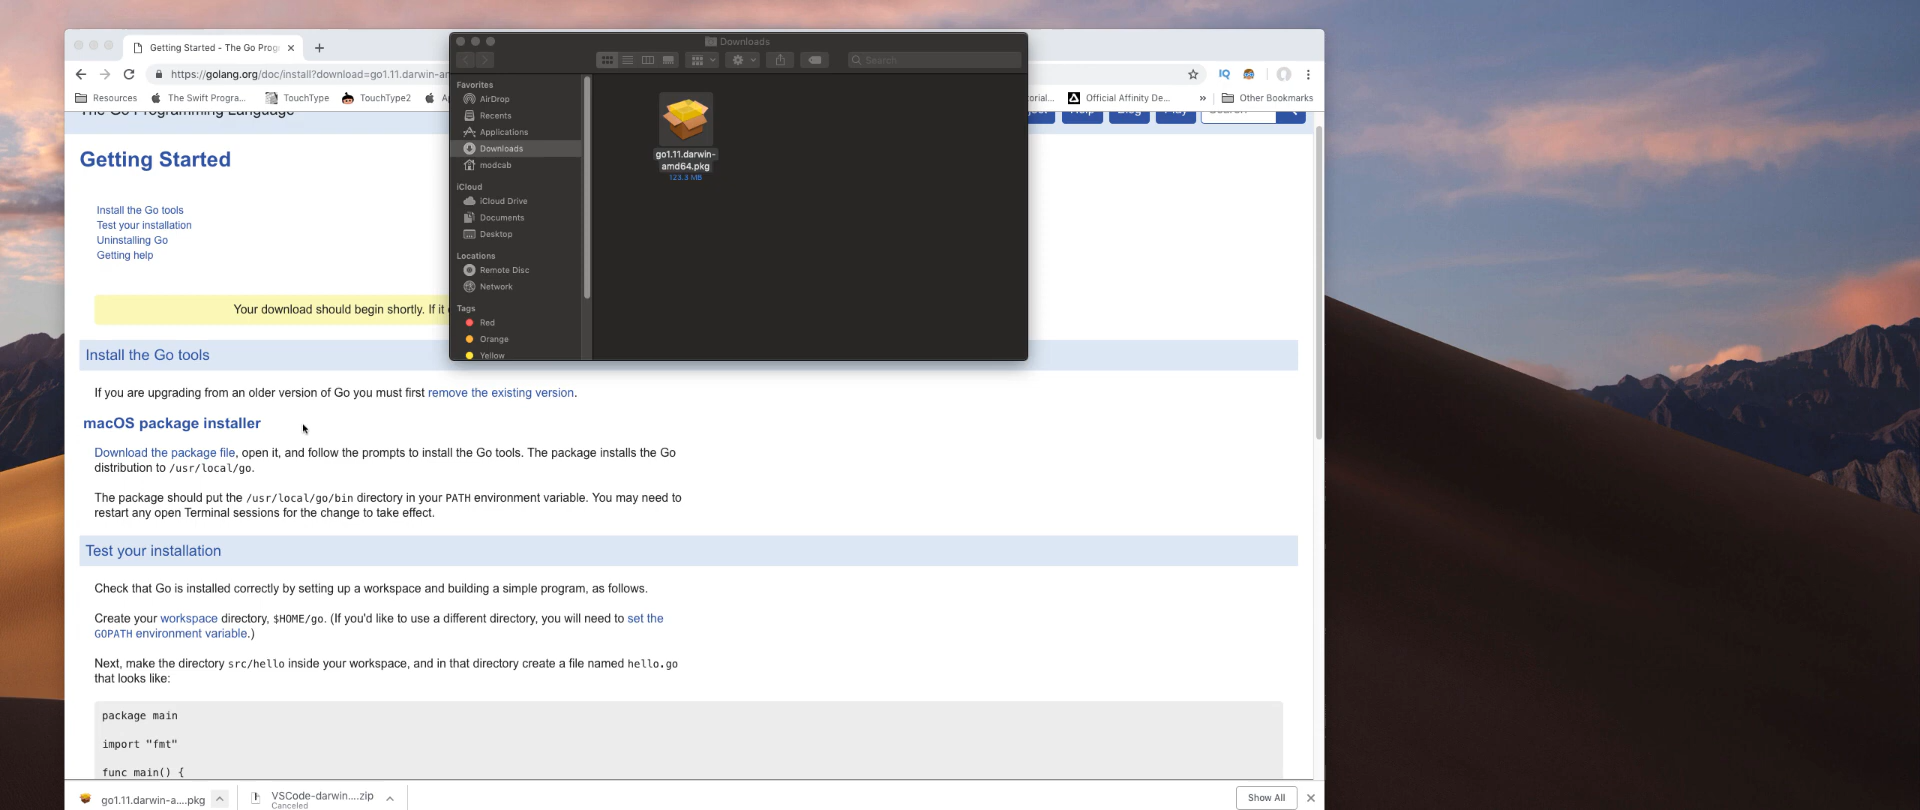 Getting Started - The Go Prog
https://golang.org/doc/install?download=go1.11.darwin-a
Resources
The Swift Progra...
TouchType
TouchType2
IQ
orial...
Official Affinity De...
»
Other Bookmarks
The Go Programming Language
Help
Blog
Play
Search
Getting Started
Install the Go tools
Test your installation
Uninstalling Go
Getting help
Your download should begin shortly. If it
Install the Go tools
If you are upgrading from an older version of Go you must first remove the existing version.
macOS package installer
Download the package file, open it, and follow the prompts to install the Go tools. The package installs the Go
distribution to /usr/local/go.
The package should put the /usr/local/go/bin directory in your PATH environment variable. You may need to
restart any open Terminal sessions for the change to take effect.
Test your installation
Check that Go is installed correctly by setting up a workspace and building a simple program, as follows.
Create your workspace directory, $HOME/go. (If you'd like to use a different directory, you will need to set the
GOPATH environment variable.)
Next, make the directory src/hello inside your workspace, and in that directory create a file named hello.go
that looks like:
package main
import "fmt"
func main() {
go1.11.darwin-a....pkg
VSCode-darwin....zip
Canceled
Show All
Downloads
Search
Favorites
AirDrop
Recents
Applications
Downloads
modcab
iCloud
iCloud Drive
Documents
Desktop
Locations
Remote Disc
Network
Tags
Red
Orange
Yellow
go1.11.darwin-
amd64.pkg
123.3 MB